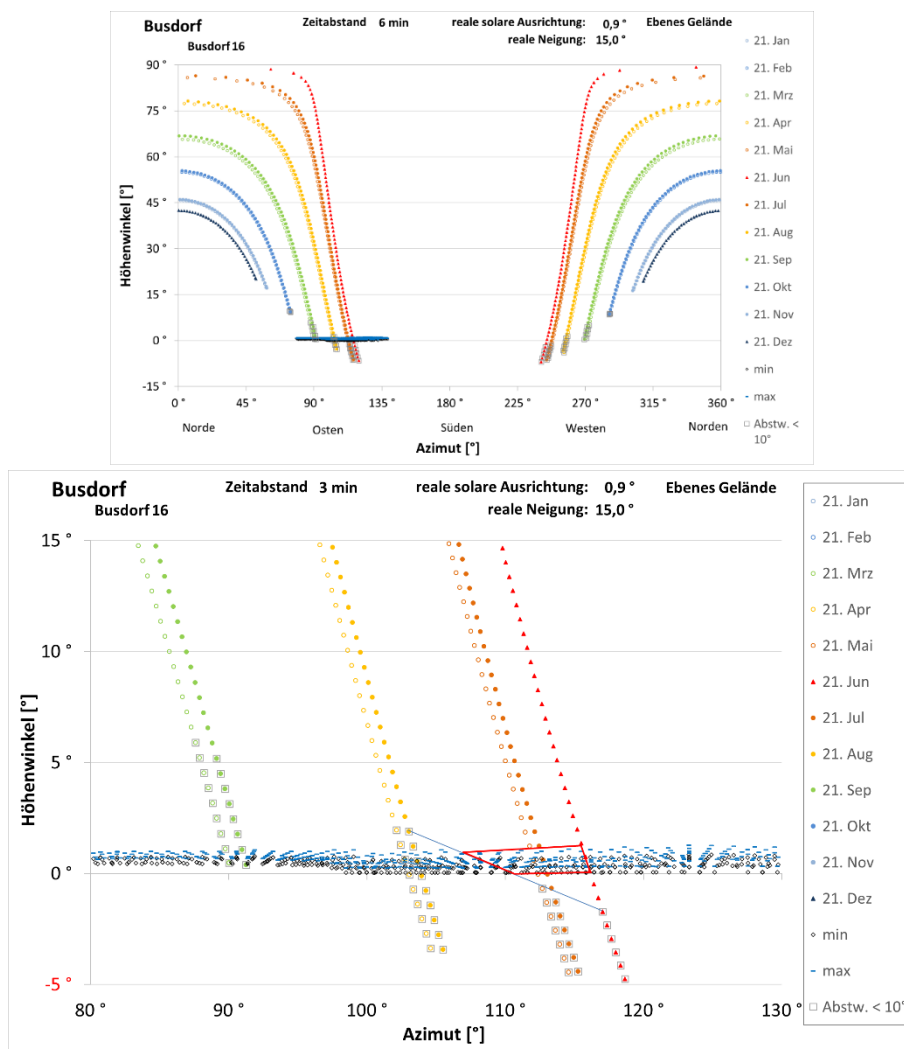 Busdorf Zeitabstand 6 min reale solare Ausrichtung: 0,9 ° Ebenes Gelände
Busdorf 16 reale Neigung: 15,0 °
90 °
75 °
60 °
45 °
30 °
15 °
0 °
-15 °
Höhenwinkel [°]
0 ° 45 ° 90 ° 135 ° 180 ° 225 ° 270 ° 315 ° 360 °
Norde Osten Süden Westen Norden
Azimut [°]
21. Jan
21. Feb
21. Mrz
21. Apr
21. Mai
21. Jun
21. Jul
21. Aug
21. Sep
21. Okt
21. Nov
21. Dez
min
max
Abstw. <
10°
Busdorf Zeitabstand 3 min reale solare Ausrichtung: 0,9 ° Ebenes Gelände
Busdorf 16 reale Neigung: 15,0 °
15 °
10 °
5 °
0 °
-5 °
Höhenwinkel [°]
80 ° 90 ° 100 ° 110 ° 120 ° 130 °
Azimut [°]
21. Jan
21. Feb
21. Mrz
21. Apr
21. Mai
21. Jun
21. Jul
21. Aug
21. Sep
21. Okt
21. Nov
21. Dez
min
max
Abstw. < 10°